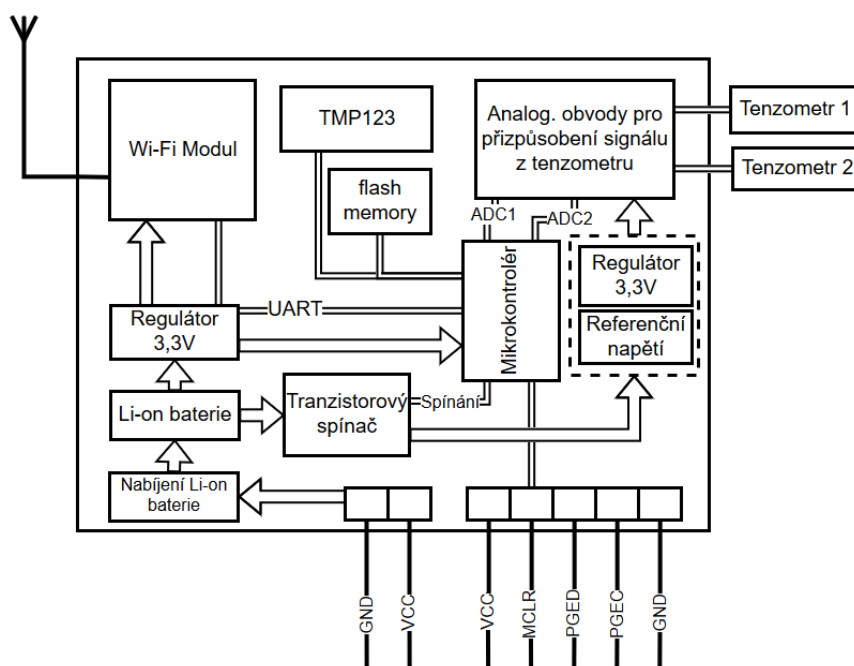 Wi-Fi Modul
TMP123
flash
memory
Analog. obvody pro
přizpůsobení signálu
z tenzometru
Tenzometr 1
Tenzometr 2
ADC1
ADC2
Mikrokontrolér
Regulátor
3,3V
Referenční
napětí
Regulátor
3,3V
UART
Li-on baterie
Tranzistorový
spínač
Spínání
Nabíjení Li-on
baterie
GND
VCC
VCC
MCLR
PGED
PGEC
GND